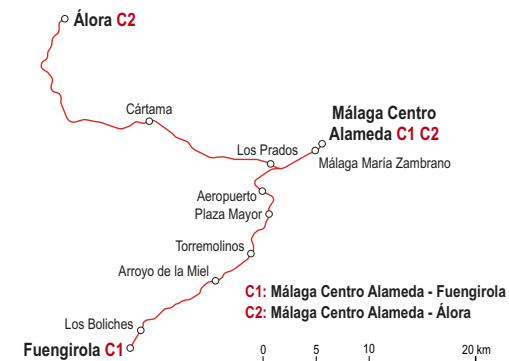 Álora C2
Cártama
Málaga Centro
Alameda C1 C2
Los Prados
Málaga María Zambrano
Aeropuerto
Plaza Mayor
Torremolinos
Arroyo de la Miel
C1: Málaga Centro Alameda - Fuengirola
C2: Málaga Centro Alameda - Álora
Los Boliches
Fuengirola C1
0 5 10 20 km